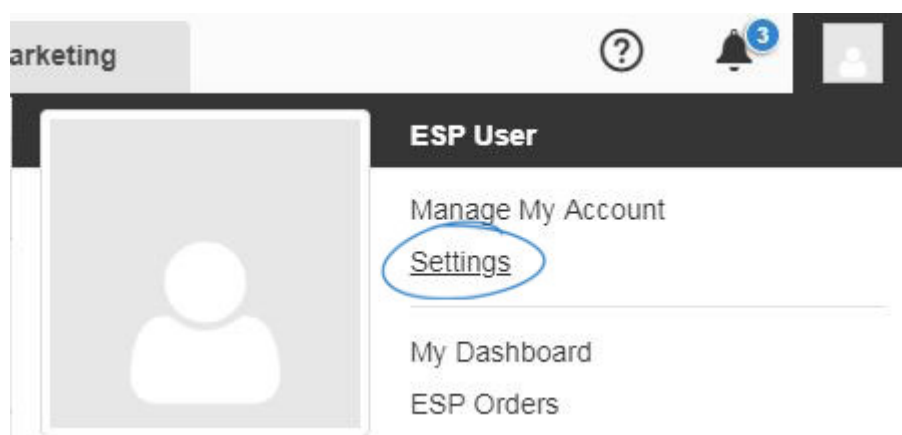 arketing
3
ESP User
Manage My Account
Settings
My Dashboard
ESP Orders